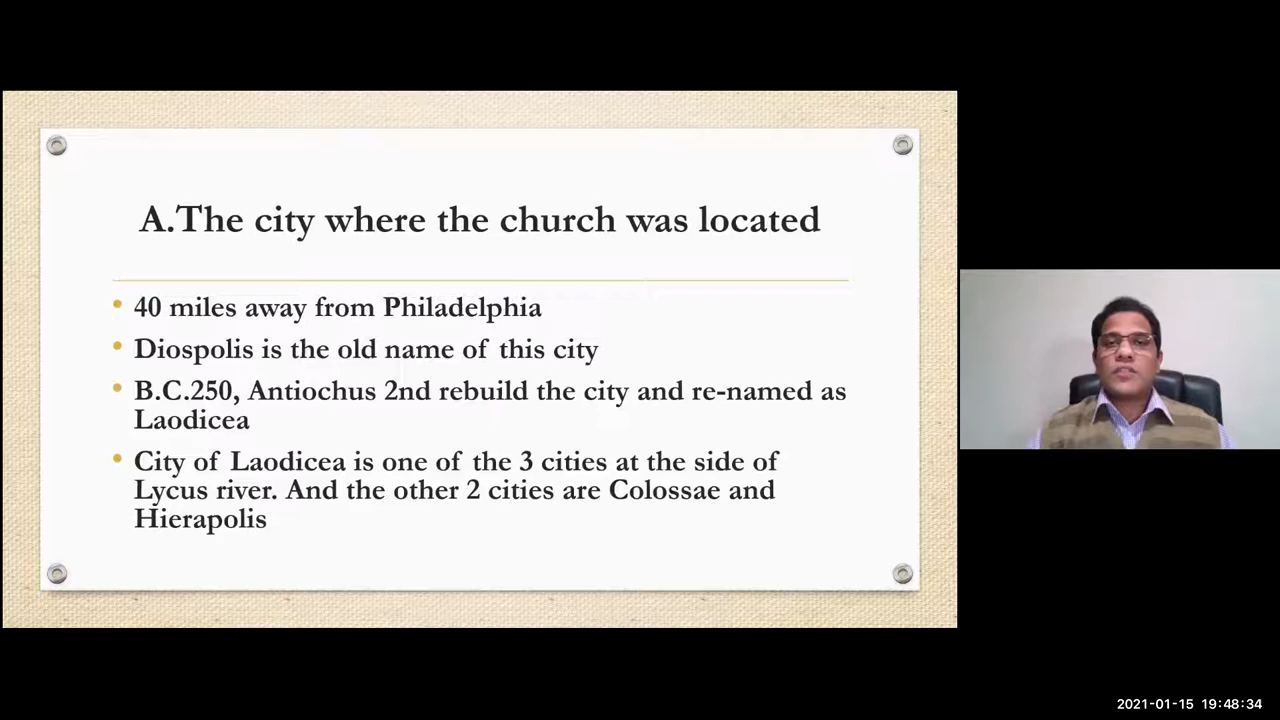 A.The city where the church was located
• 40 miles away from Philadelphia
• Diospolis is the old name of this city
• B.C.250, Antiochus 2nd rebuild the city and re-named as
Laodicea
• City of Laodicea is one of the 3 cities at the side of
Lycus river. And the other 2 cities are Colossae and
Hierapolis
2021-01-15 19:48:34